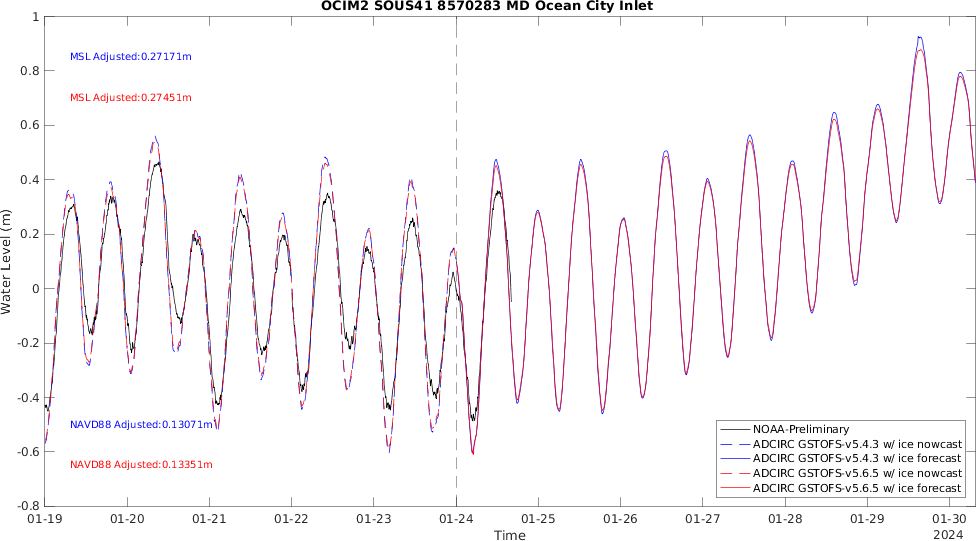 OCIM2 SOUS41 8570283 MD Ocean City Inlet
Water Level (m)
1
0.8
0.6
0.4
0.2
0
-0.2
-0.4
-0.6
-0.8
MSL Adjusted:0.27171m
MSL Adjusted:0.27451m
NAVD88 Adjusted:0.13071m
NAVD88 Adjusted:0.13351m
NOAA-Preliminary
ADCIRC GSTOFS-v5.4.3 w/ ice nowcast
ADCIRC GSTOFS-v5.4.3 w/ ice forecast
ADCIRC GSTOFS-v5.6.5 w/ ice nowcast
ADCIRC GSTOFS-v5.6.5 w/ ice forecast
01-19 01-20 01-21 01-22 01-23 01-24 01-25 01-26 01-27 01-28 01-29 01-30
Time 2024